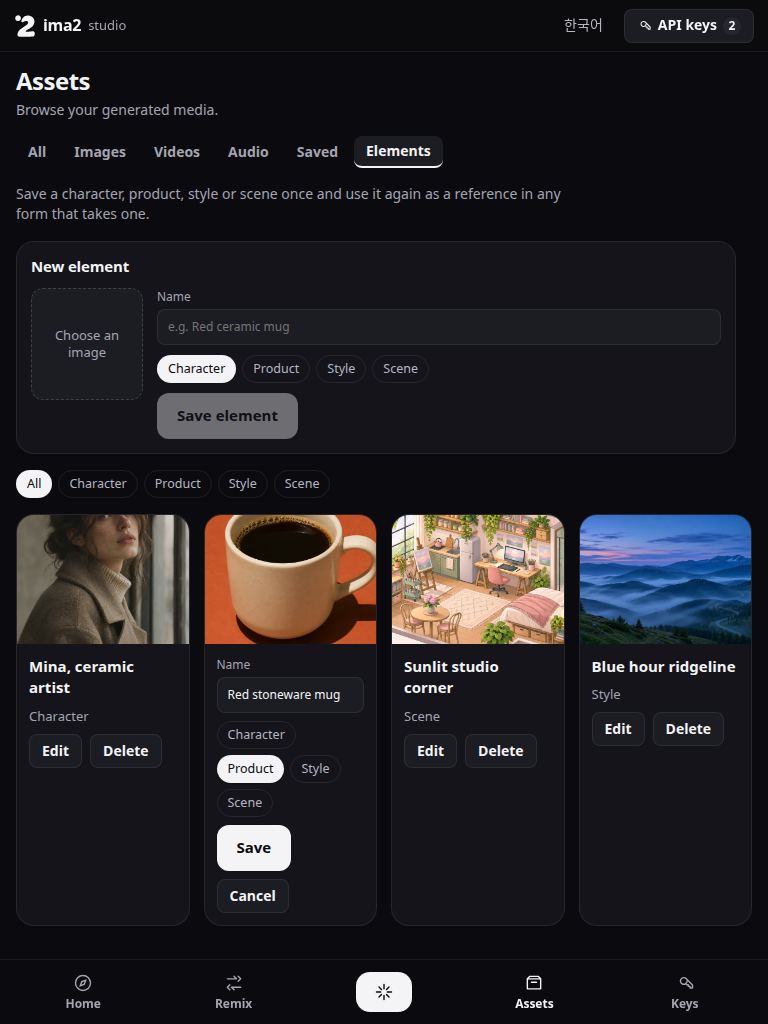 ima2 studio
한국어
API keys 2
Assets
Browse your generated media.
All Images Videos Audio Saved Elements
Save a character, product, style or scene once and use it again as a reference in any
form that takes one.
New element
Choose an
image
Name
e.g. Red ceramic mug
Character Product Style Scene
Save element
All Character Product Style Scene
Mina, ceramic
artist
Character
Edit Delete
Name
Red stoneware mug
Character
Product Style
Scene
Save
Cancel
Sunlit studio
corner
Scene
Edit Delete
Blue hour ridgeline
Style
Edit Delete
Home Remix Assets Keys